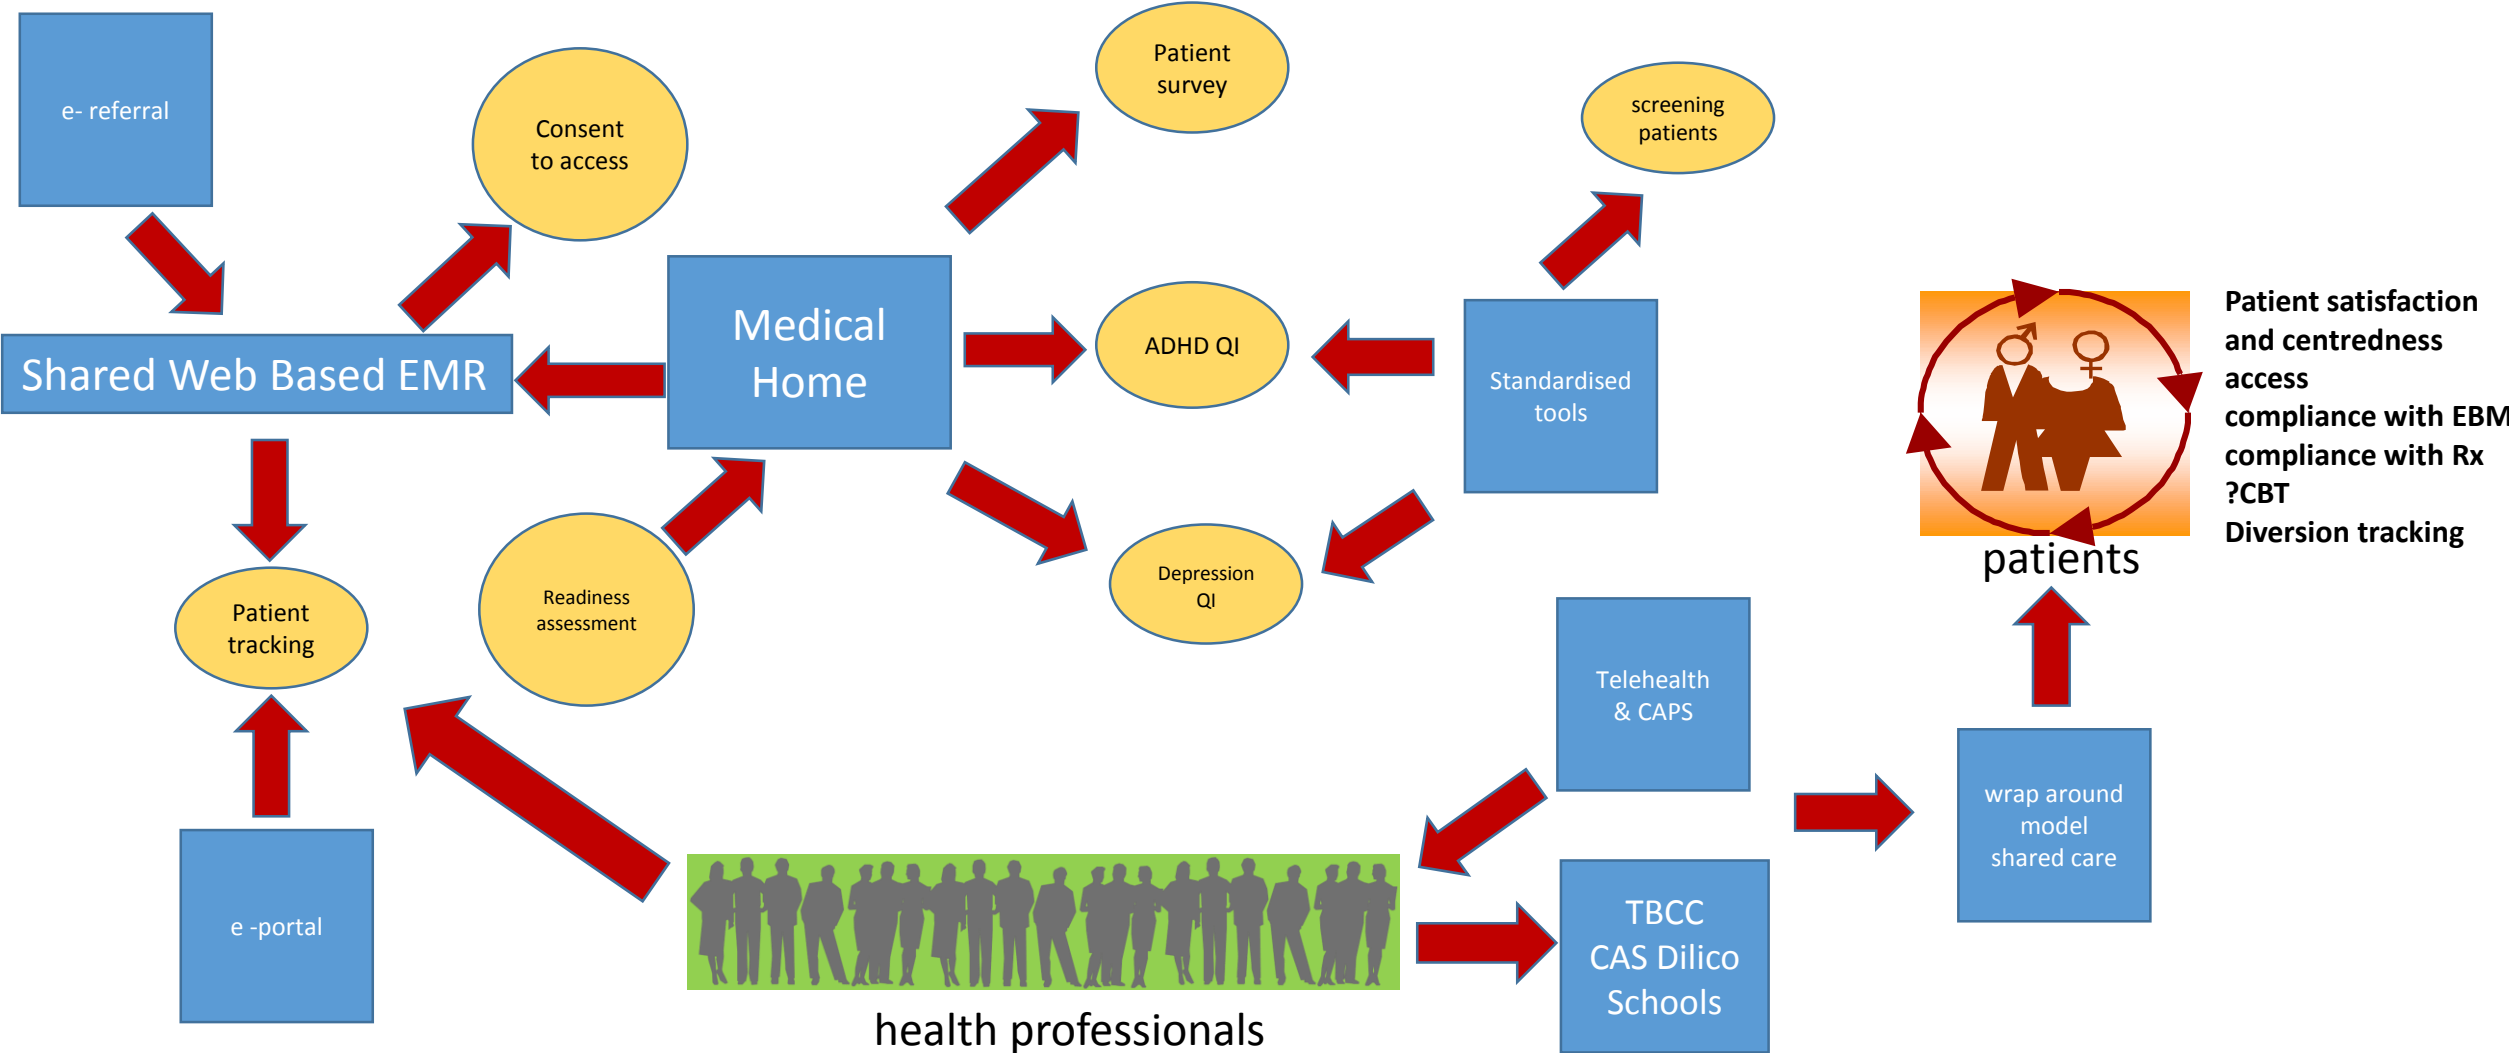 e- referral
Consent
to access
Patient
survey
screening
patients
Shared Web Based EMR
Medical
Home
ADHD QI
Standardised
tools
Patient satisfaction
and centredness
access
compliance with EBM
compliance with Rx
?CBT
Diversion tracking
patients
Patient
tracking
Readiness
assessment
Depression
QI
Telehealth
& CAPS
wrap around
model
shared care
e -portal
TBCC
CAS Dilico
Schools
health professionals